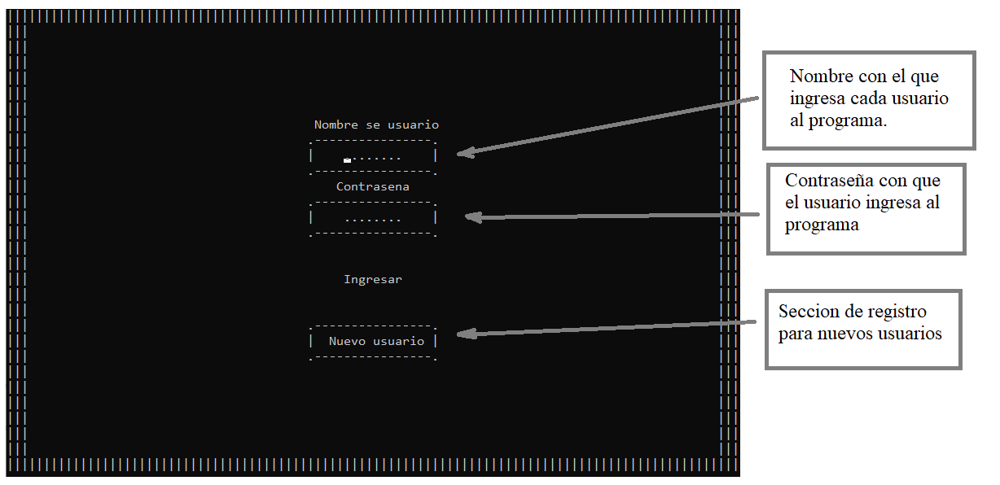 Nombre se usuario
........
Contrasena
........
Ingresar
Nuevo usuario
Nombre con el que
ingresa cada usuario
al programa.
Contraseña con que
el usuario ingresa al
programa
Seccion de registro
para nuevos usuarios